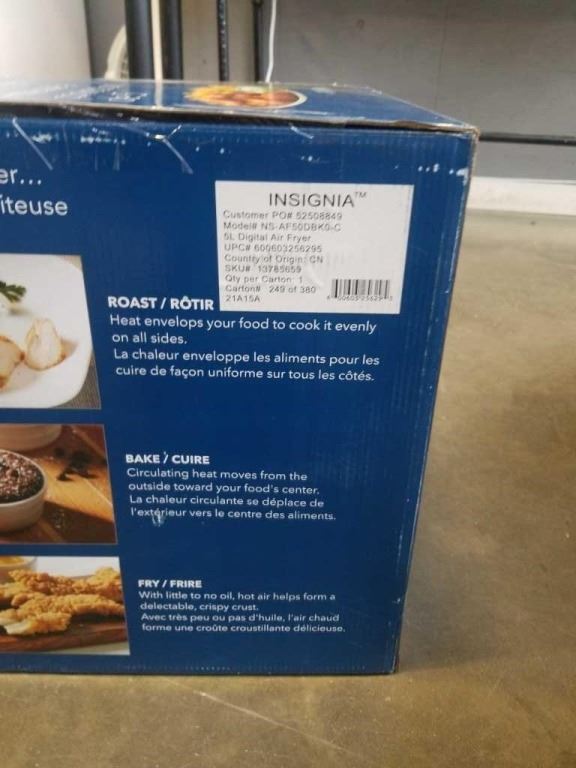 er...
iteuse
INSIGNIA™
Customer PO# 52508849
Model# NS-AF50DBK0-C
5L Digital Air Fryer
UPC# 600603256295
Country of Origin: CN
SKU# 13785659
Qty per Carton: 1
Carton# 249 of 380
21A15A
ROAST / RÔTIR
Heat envelops your food to cook it evenly
on all sides.
La chaleur enveloppe les aliments pour les
cuire de façon uniforme sur tous les côtés.
BAKE / CUIRE
Circulating heat moves from the
outside toward your food's center.
La chaleur circulante se déplace de
l'extérieur vers le centre des aliments.
FRY / FRIRE
With little to no oil, hot air helps form a
delectable, crispy crust.
Avec très peu ou pas d'huile, l'air chaud
forme une croûte croustillante délicieuse.